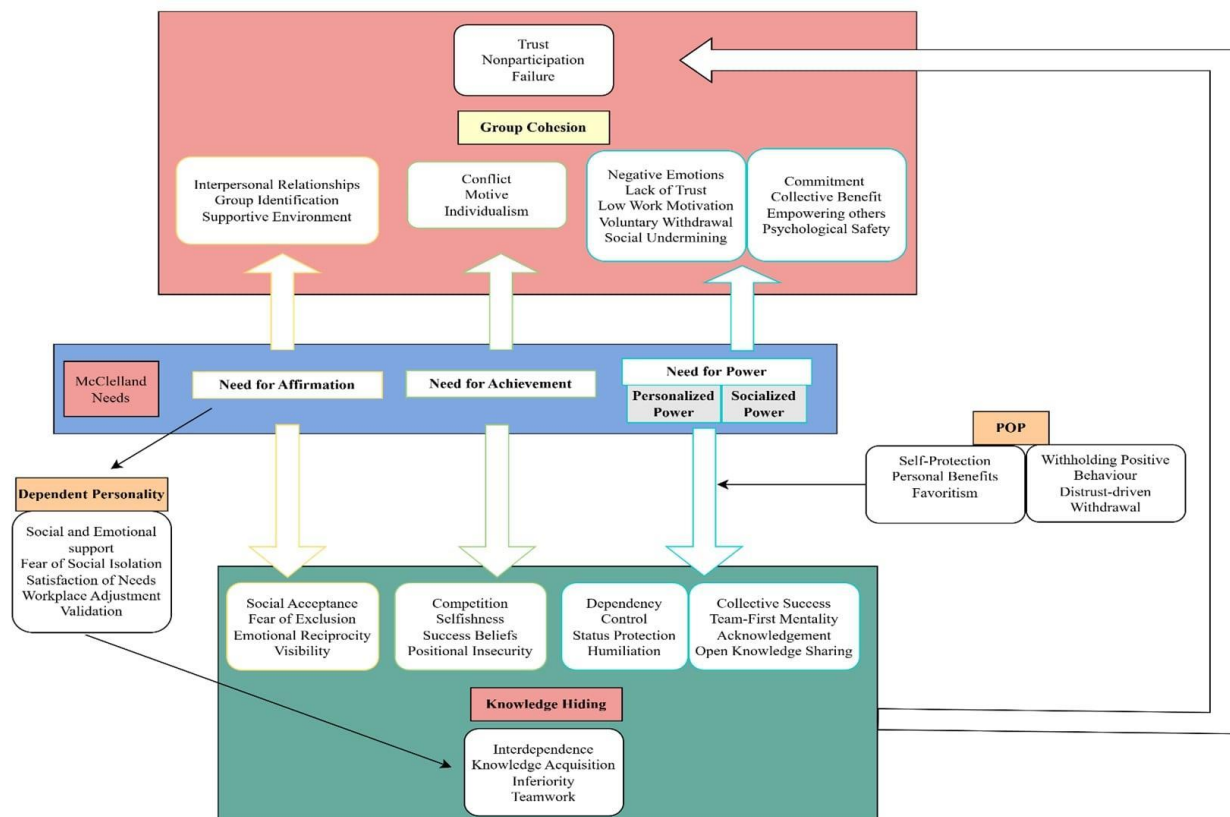 Trust
Nonparticipation
Failure
Group Cohesion
Interpersonal Relationships
Group Identification
Supportive Environment
Conflict
Motive
Individualism
Negative Emotions
Lack of Trust
Low Work Motivation
Voluntary Withdrawal
Social Undermining
Commitment
Collective Benefit
Empowering others
Psychological Safety
McClelland
Needs
Need for Affirmation
Need for Achievement
Need for Power
Personalized
Power
Socialized
Power
POP
Self-Protection
Personal Benefits
Favoritism
Withholding Positive
Behaviour
Distrust-driven
Withdrawal
Dependent Personality
Social and Emotional
support
Fear of Social Isolation
Satisfaction of Needs
Workplace Adjustment
Validation
Social Acceptance
Fear of Exclusion
Emotional Reciprocity
Visibility
Competition
Selfishness
Success Beliefs
Positional Insecurity
Dependency
Control
Status Protection
Humiliation
Collective Success
Team-First Mentality
Acknowledgement
Open Knowledge Sharing
Knowledge Hiding
Interdependence
Knowledge Acquisition
Inferiority
Teamwork